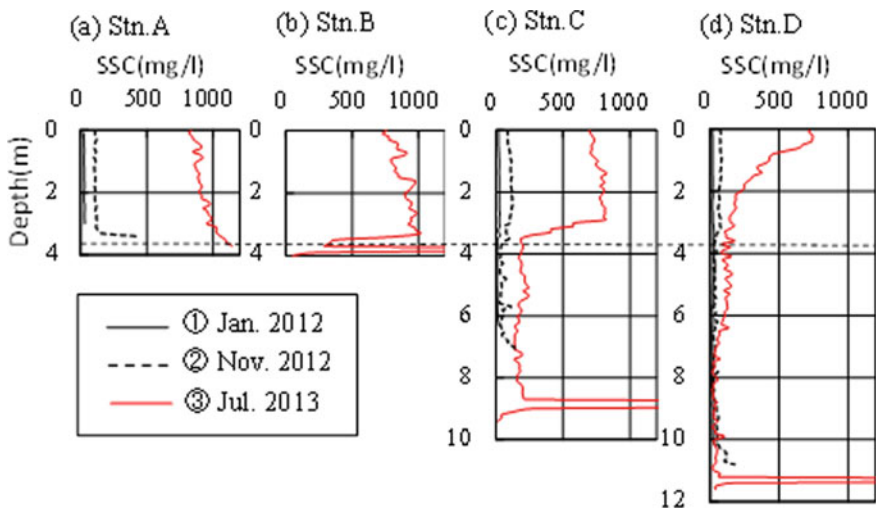 (a) Stn.A
(b) Stn.B
(c) Stn.C
(d) Stn.D
SSC(mg/l)
SSC(mg/l)
SSC(mg/l)
SSC(mg/l)
0 500 1000
0 500 1000
0 500 1000
0 500 1000
Depth(m)
0
2
4
0
2
4
0
2
4
6
8
10
0
2
4
6
8
10
12
① Jan. 2012
② Nov. 2012
③ Jul. 2013